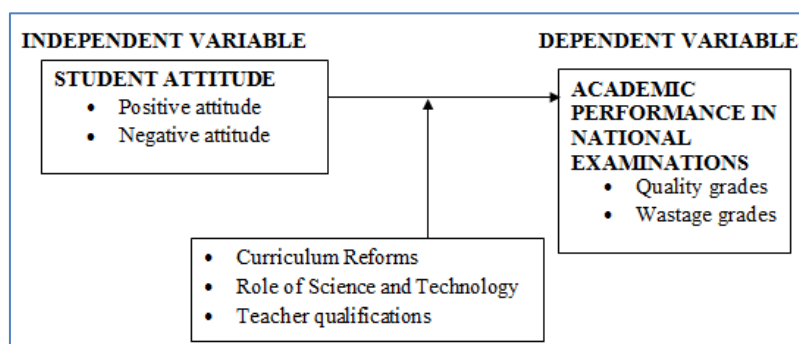 INDEPENDENT VARIABLE
STUDENT ATTITUDE
• Positive attitude
• Negative attitude
DEPENDENT VARIABLE
ACADEMIC
PERFORMANCE IN
NATIONAL
EXAMINATIONS
• Quality grades
• Wastage grades
• Curriculum Reforms
• Role of Science and Technology
• Teacher qualifications